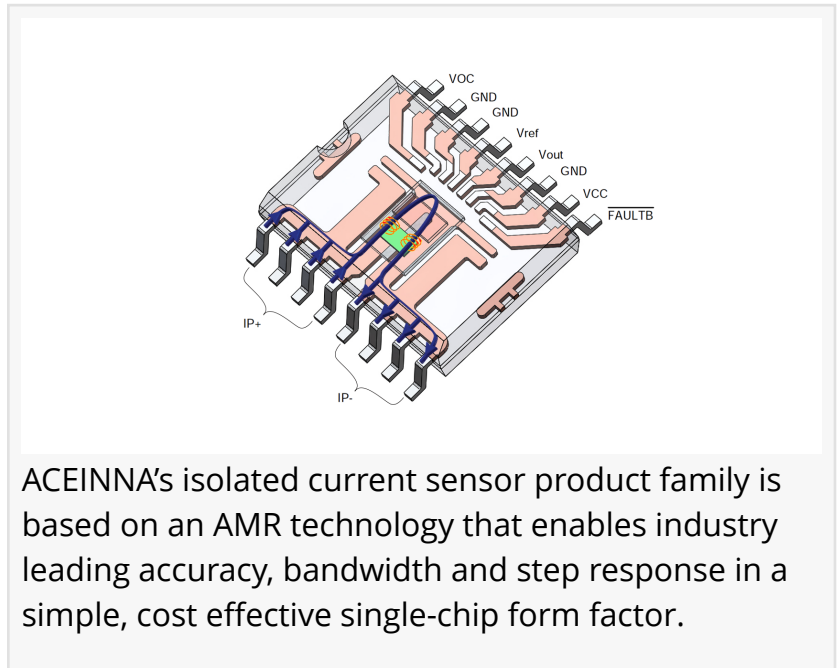 VOC
GND
GND
Vref
Vout
GND
VCC
FAULTB
IP+
IP-
ACEINNA’s isolated current sensor product family is
based on an AMR technology that enables industry
leading accuracy, bandwidth and step response in a
simple, cost effective single-chip form factor.